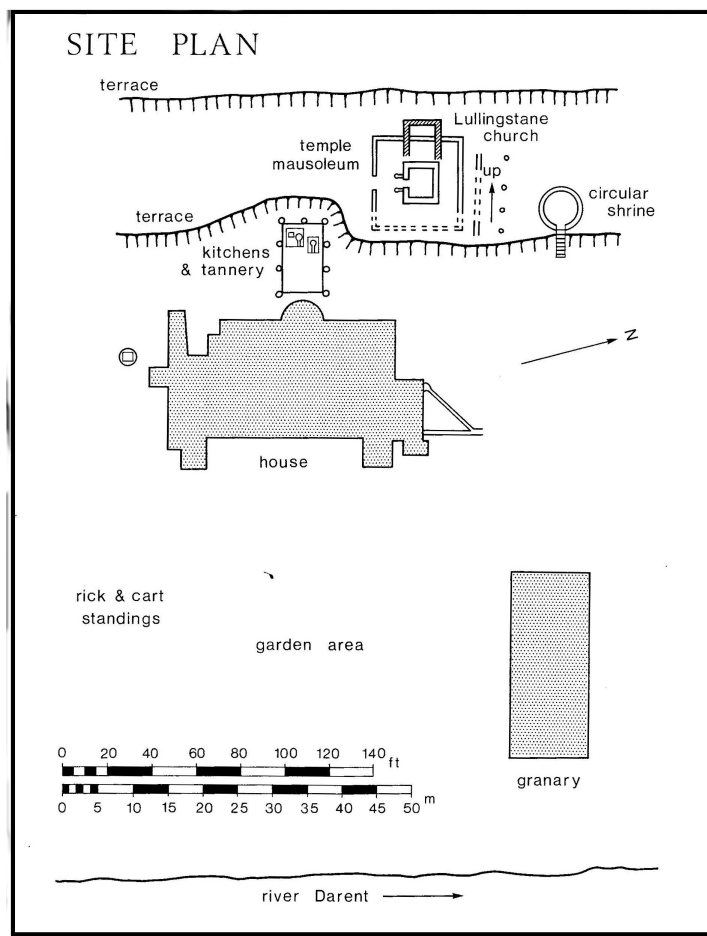 SITE PLAN
terrace
Lullingstane
church
temple
mausoleum
up
circular
shrine
terrace
kitchens
& tannery
N
house
rick & cart
standings
garden area
0 20 40 60 80 100 120 140 ft
0 5 10 15 20 25 30 35 40 45 50 m
granary
river Darent